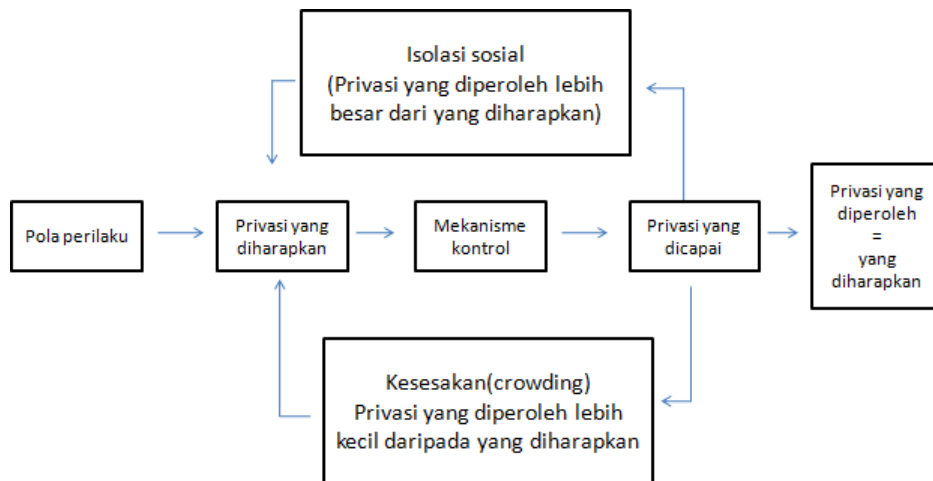 Isolasi sosial
(Privasi yang diperoleh lebih
besar dari yang diharapkan)
Pola perilaku
Privasi yang
diharapkan
Mekanisme
kontrol
Privasi yang
dicapai
Privasi yang
diperoleh
=
yang
diharapkan
Kesesakan(crowding)
Privasi yang diperoleh lebih
kecil daripada yang diharapkan